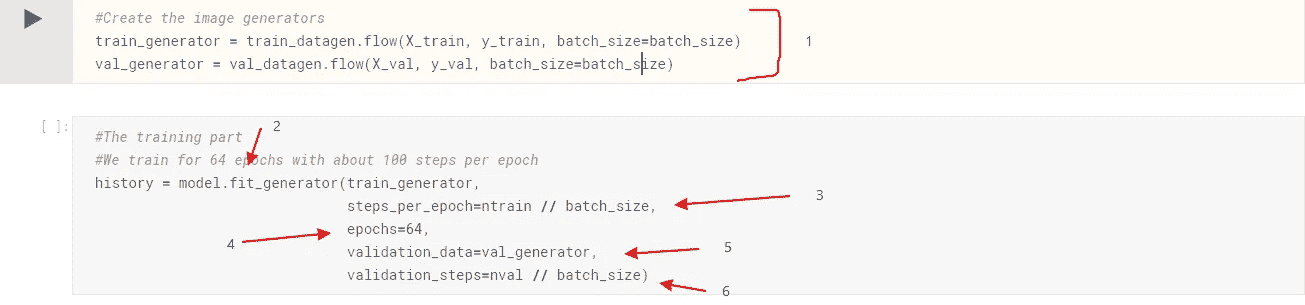 #Create the image generators
train_generator = train_datagen.flow(X_train, y_train, batch_size=batch_size)
val_generator = val_datagen.flow(X_val, y_val, batch_size=batch_size)
1
[ ]:
2
#The training part
#We train for 64 epochs with about 100 steps per epoch
history = model.fit_generator(train_generator,
steps_per_epoch=ntrain // batch_size,
3
epochs=64,
4
validation_data=val_generator,
5
validation_steps=nval // batch_size)
6